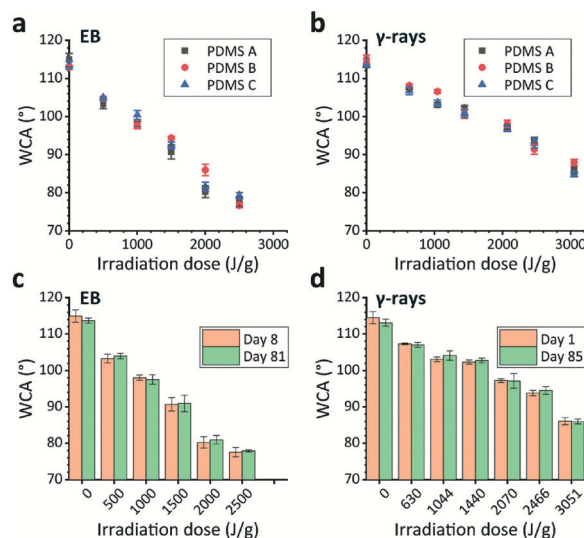 a EB
PDMS A
PDMS B
PDMS C
WCA (°)
120
110
100
90
80
70
0 1000 2000 3000
Irradiation dose (J/g)
b γ-rays
PDMS A
PDMS B
PDMS C
WCA (°)
120
110
100
90
80
70
0 1000 2000 3000
Irradiation dose (J/g)
c EB
Day 8
Day 81
WCA (°)
120
110
100
90
80
70
0 500 1000 1500 2000 2500
Irradiation dose (J/g)
d γ-rays
Day 1
Day 85
WCA (°)
120
110
100
90
80
70
0 630 1044 1440 2070 2466 3051
Irradiation dose (J/g)